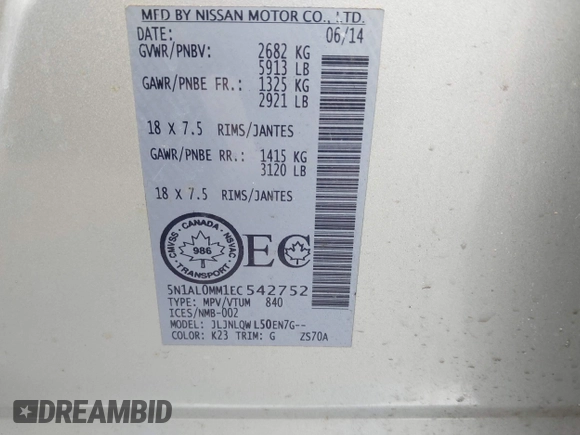 MFD BY NISSAN MOTOR CO., LTD.
DATE: 06/14
GVWR/PNBV: 2682 KG
5913 LB
GAWR/PNBE FR.: 1325 KG
2921 LB
18 X 7.5 RIMS/JANTES
GAWR/PNBE RR.: 1415 KG
3120 LB
18 X 7.5 RIMS/JANTES
CMVSS - CANADA - NSVAC
986
TRANSPORT
EC
5N1AL0MM1EC542752
TYPE: MPV/VTUM 840
ICES/NMB-002
MODEL: JLJNLQWL50EN7G--
COLOR: K23 TRIM: G ZS70A
DREAMBID